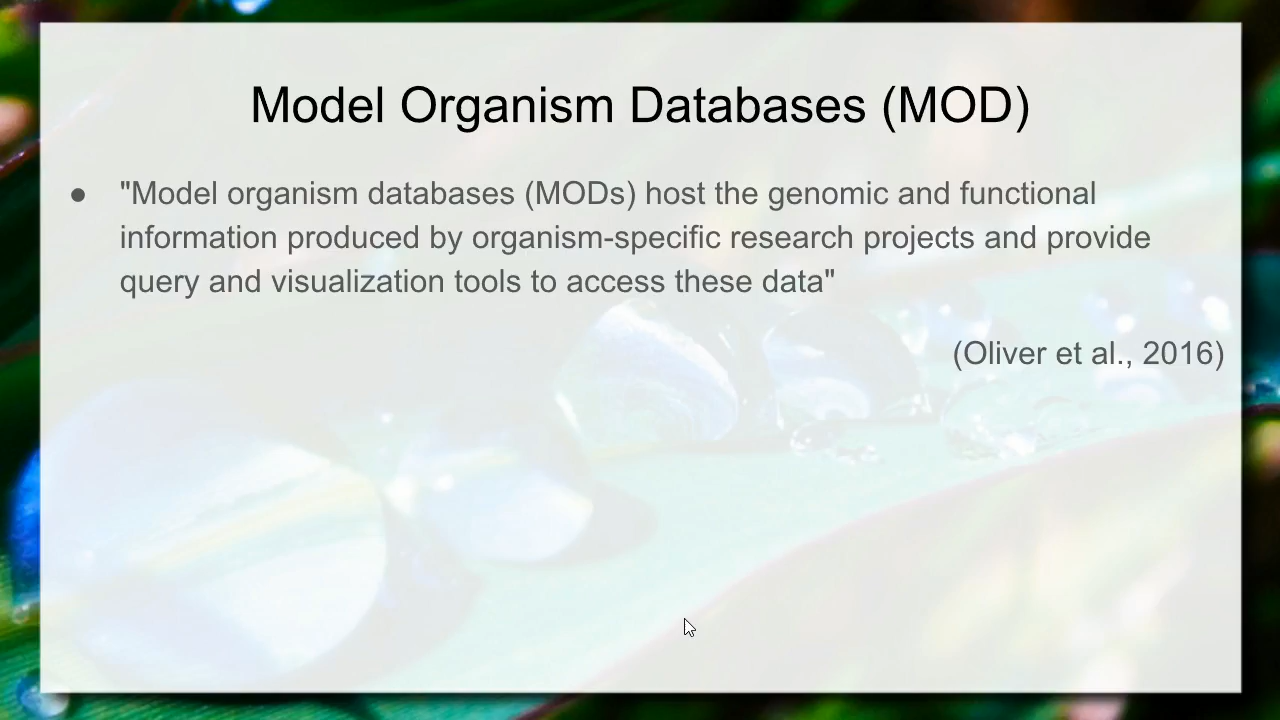 Model Organism Databases (MOD)
● "Model organism databases (MODs) host the genomic and functional
information produced by organism-specific research projects and provide
query and visualization tools to access these data"
(Oliver et al., 2016)